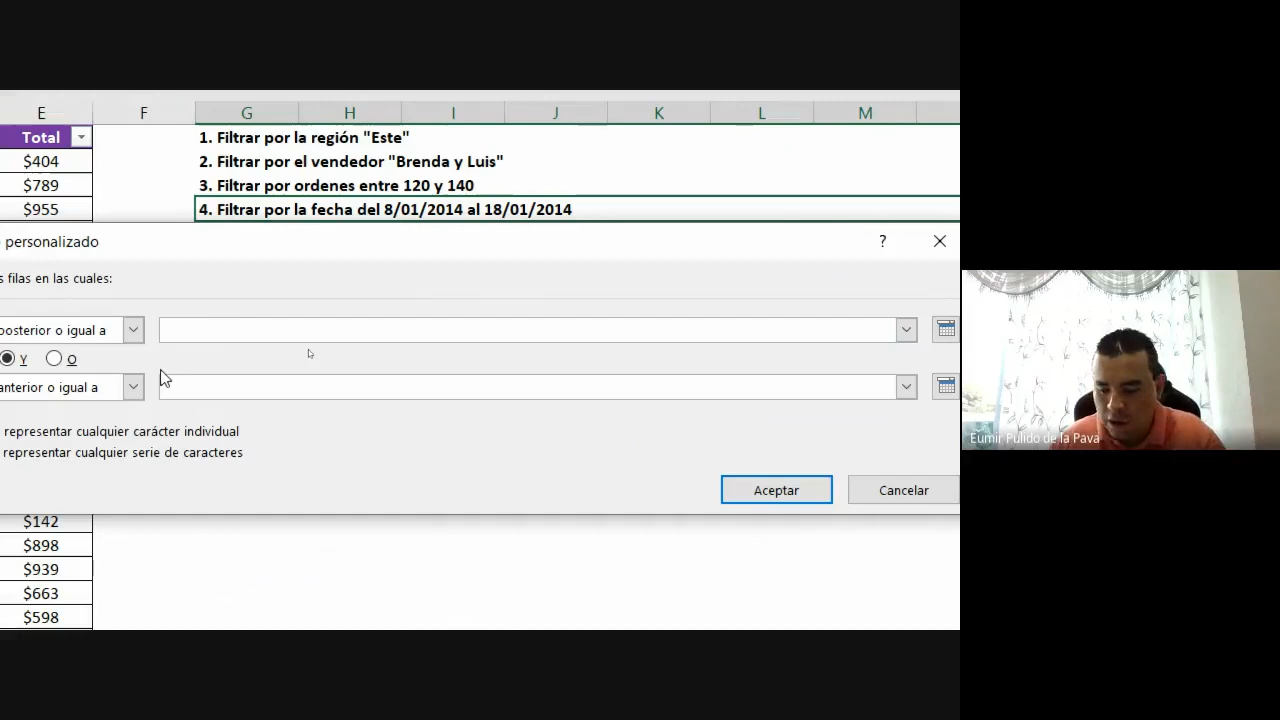 E F G H I J K L M
Total 1. Filtrar por la región "Este"
$404 2. Filtrar por el vendedor "Brenda y Luis"
$789 3. Filtrar por ordenes entre 120 y 140
$955 4. Filtrar por la fecha del 8/01/2014 al 18/01/2014
personalizado ?
s filas en las cuales:
posterior o igual a
Y O
anterior o igual a
representar cualquier carácter individual
representar cualquier serie de caracteres
Aceptar Cancelar
$142
$898
$939
$663
$598
Eumir Pulido de la Pava